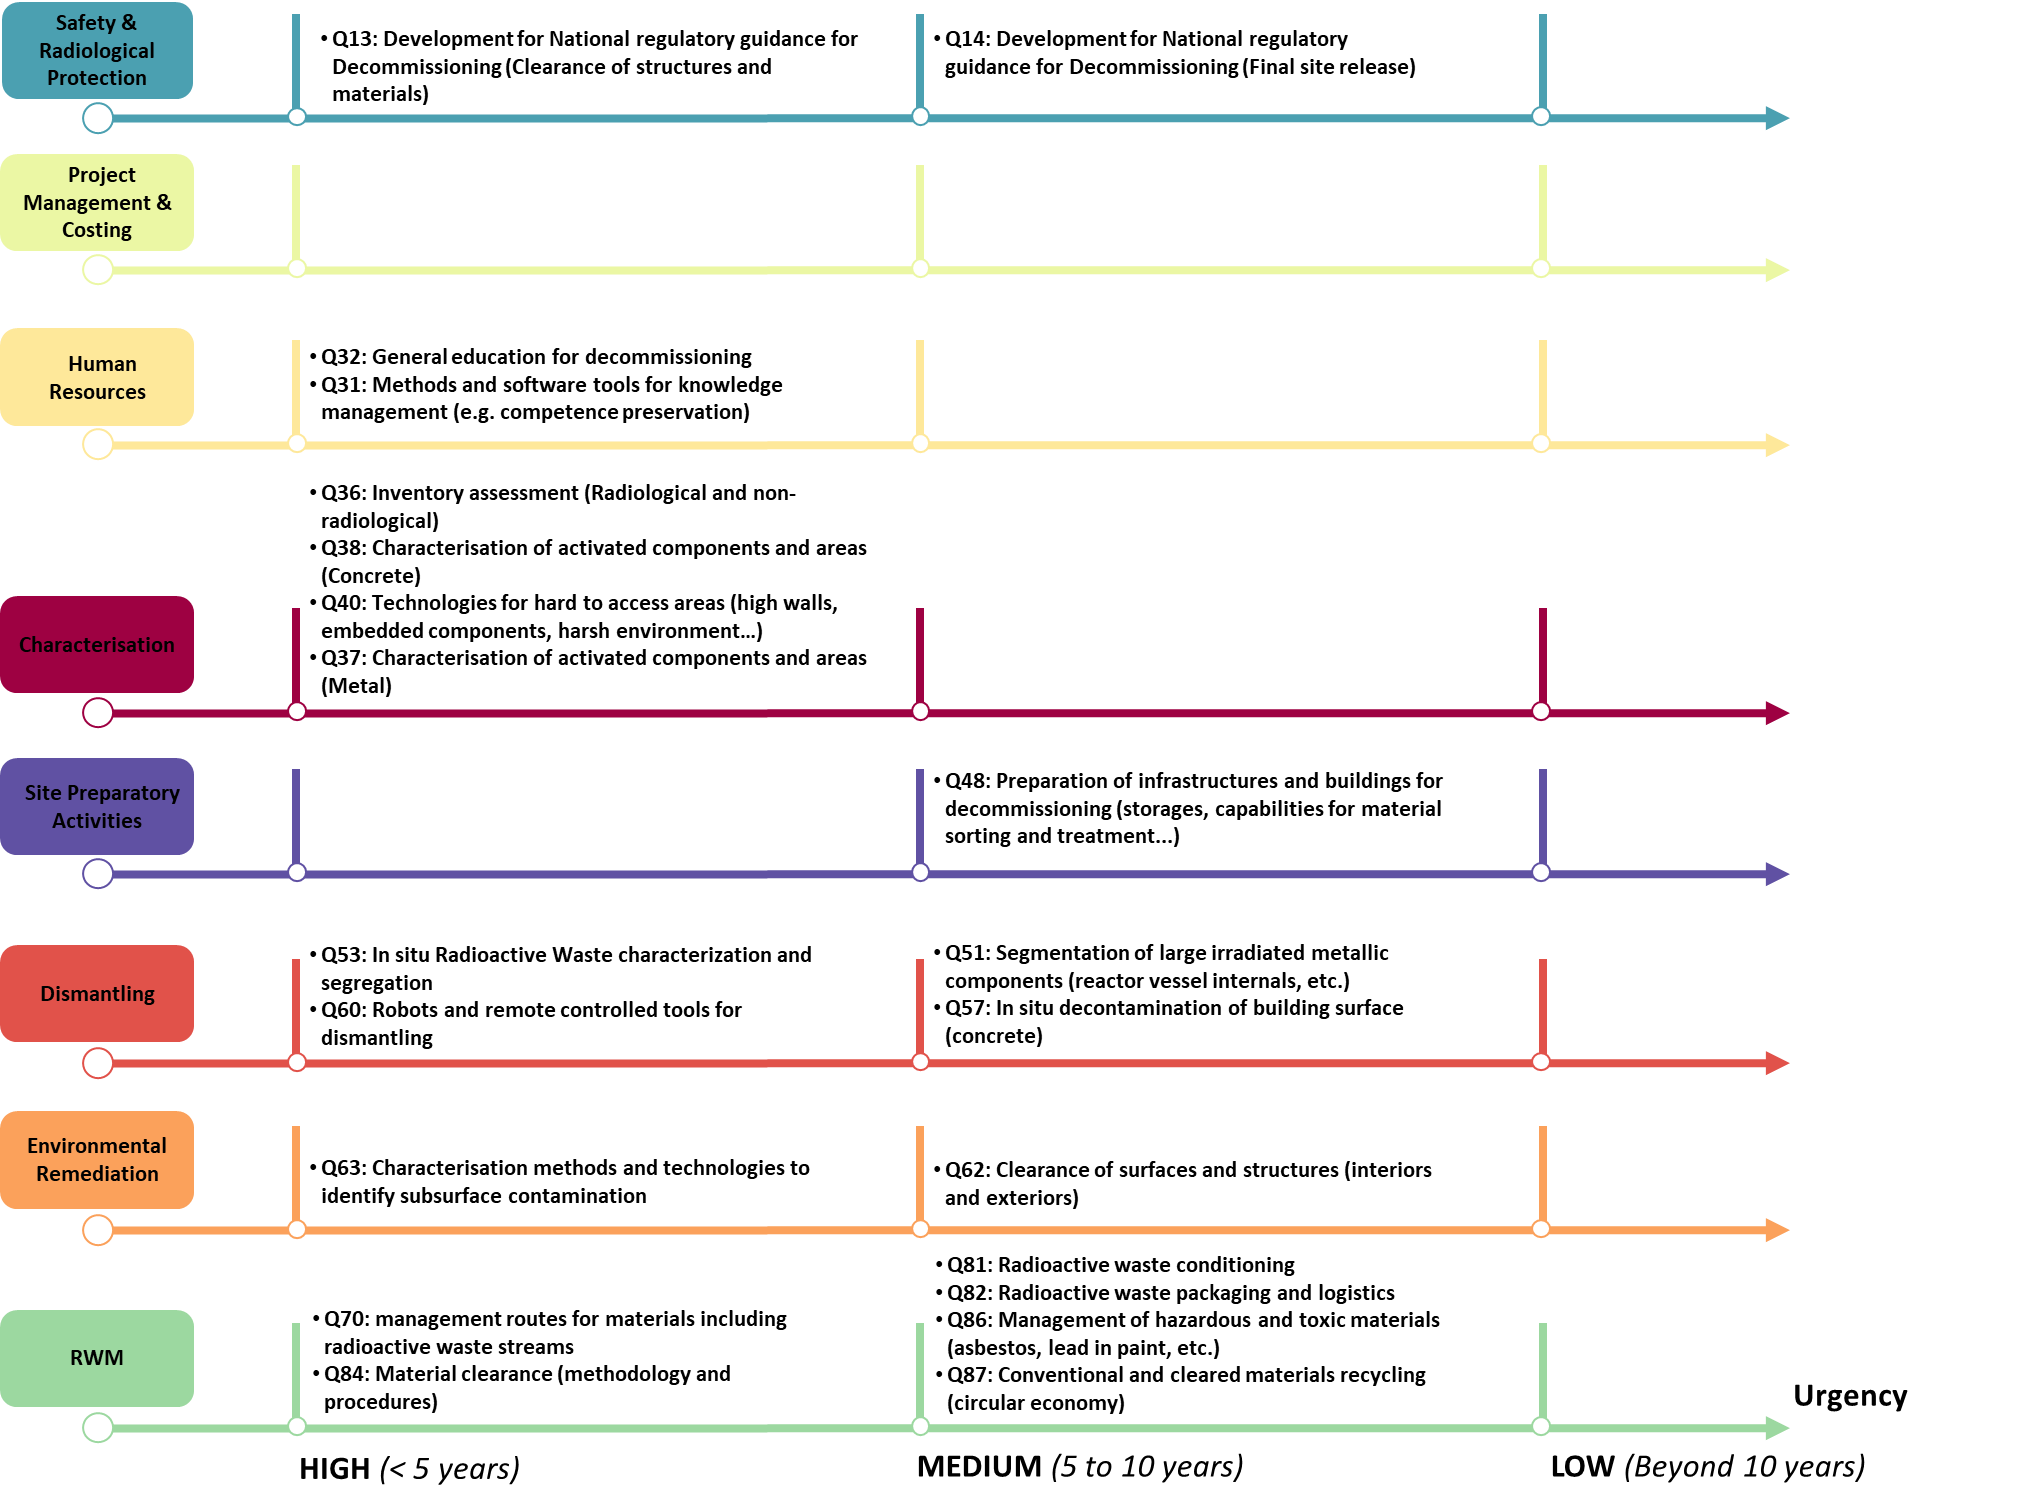 Safety &
Radiological
Protection
• Q13: Development for National regulatory guidance for
Decommissioning (Clearance of structures and
materials)
• Q14: Development for National regulatory
guidance for Decommissioning (Final site release)
Project
Management &
Costing
Human
Resources
• Q32: General education for decommissioning
• Q31: Methods and software tools for knowledge
management (e.g. competence preservation)
Characterisation
• Q36: Inventory assessment (Radiological and non-
radiological)
• Q38: Characterisation of activated components and areas
(Concrete)
• Q40: Technologies for hard to access areas (high walls,
embedded components, harsh environment…)
• Q37: Characterisation of activated components and areas
(Metal)
Site Preparatory
Activities
• Q48: Preparation of infrastructures and buildings for
decommissioning (storages, capabilities for material
sorting and treatment...)
Dismantling
• Q53: In situ Radioactive Waste characterization and
segregation
• Q60: Robots and remote controlled tools for
dismantling
• Q51: Segmentation of large irradiated metallic
components (reactor vessel internals, etc.)
• Q57: In situ decontamination of building surface
(concrete)
Environmental
Remediation
• Q63: Characterisation methods and technologies to
identify subsurface contamination
• Q62: Clearance of surfaces and structures (interiors
and exteriors)
RWM
• Q70: management routes for materials including
radioactive waste streams
• Q84: Material clearance (methodology and
procedures)
• Q81: Radioactive waste conditioning
• Q82: Radioactive waste packaging and logistics
• Q86: Management of hazardous and toxic materials
(asbestos, lead in paint, etc.)
• Q87: Conventional and cleared materials recycling
(circular economy)
Urgency
HIGH (< 5 years)
MEDIUM (5 to 10 years)
LOW (Beyond 10 years)